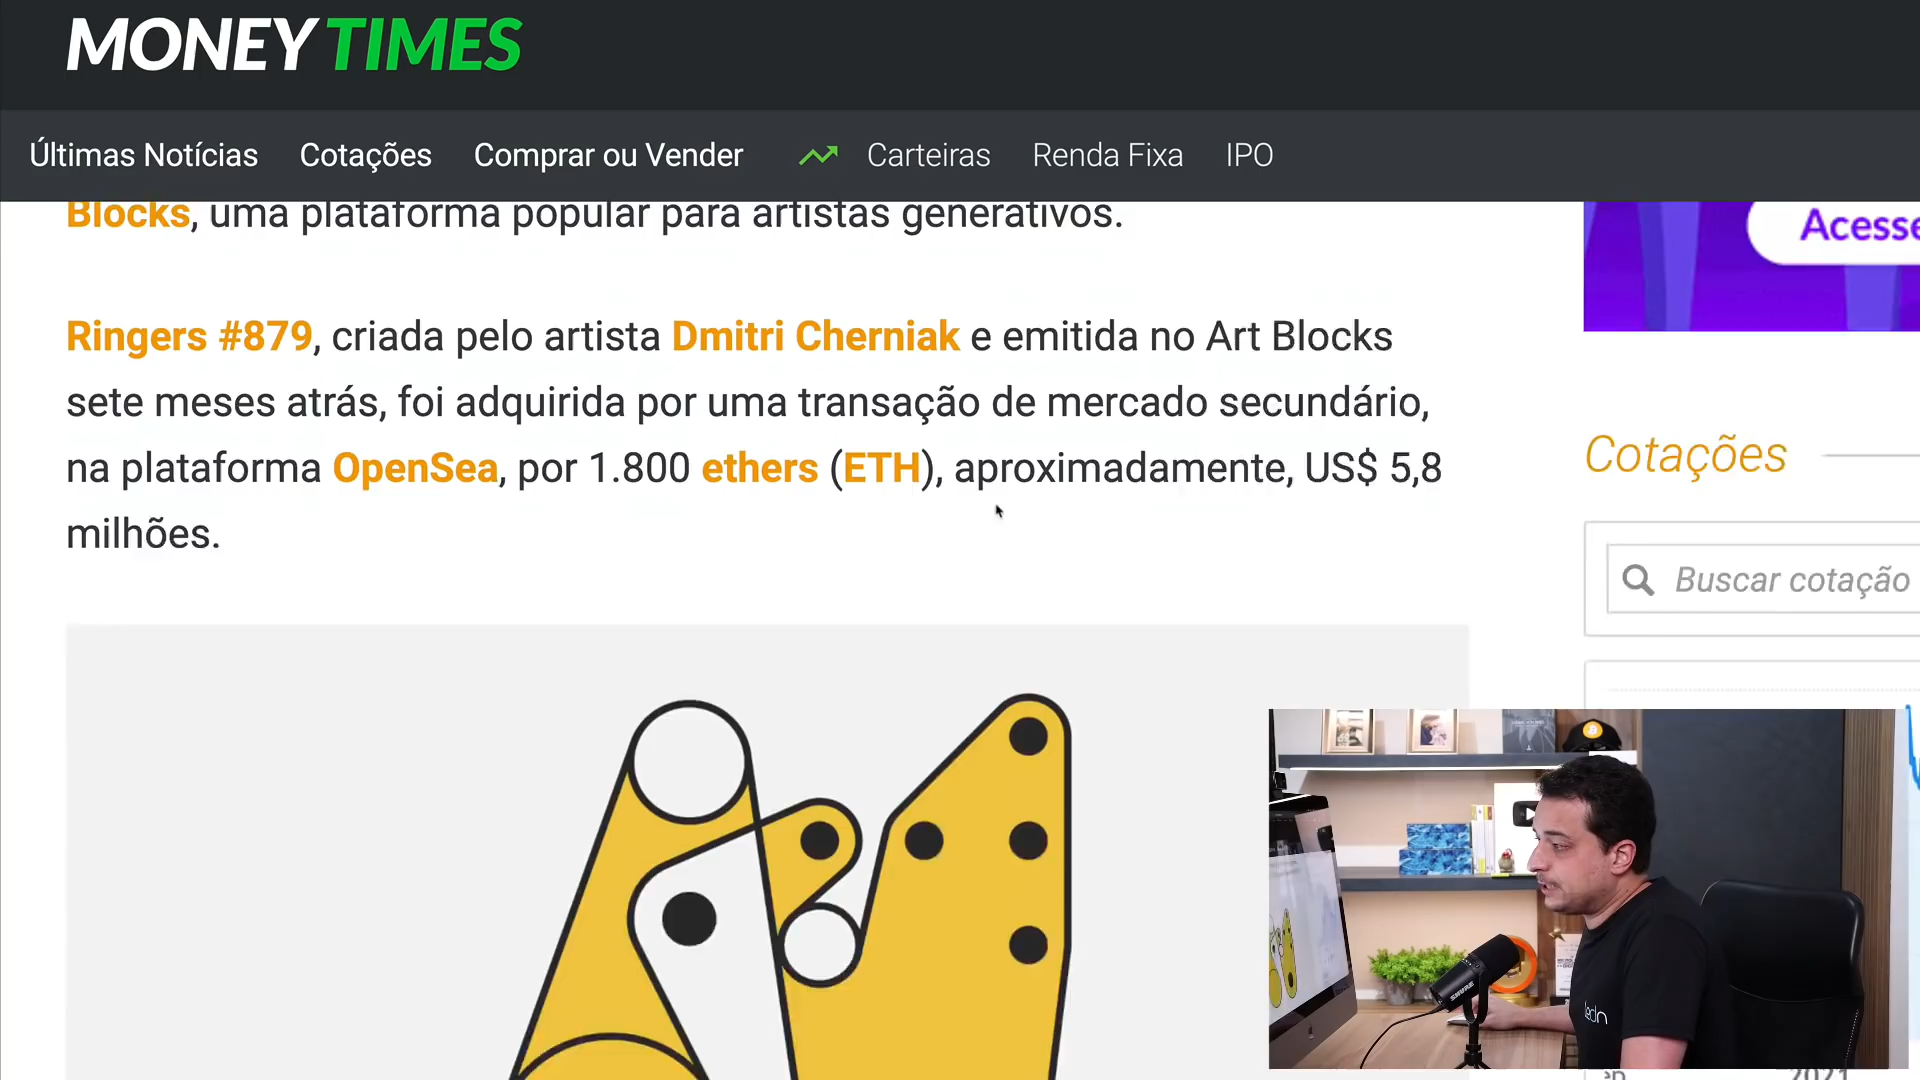 MONEY TIMES
Últimas Notícias Cotações Comprar ou Vender Carteiras Renda Fixa IPO
Blocks, uma plataforma popular para artistas generativos.
Ringers #879, criada pelo artista Dmitri Cherniak e emitida no Art Blocks
sete meses atrás, foi adquirida por uma transação de mercado secundário,
na plataforma OpenSea, por 1.800 ethers (ETH), aproximadamente, US$ 5,8
milhões.
Acesse
Cotações
Buscar cotação
SHURE
2021